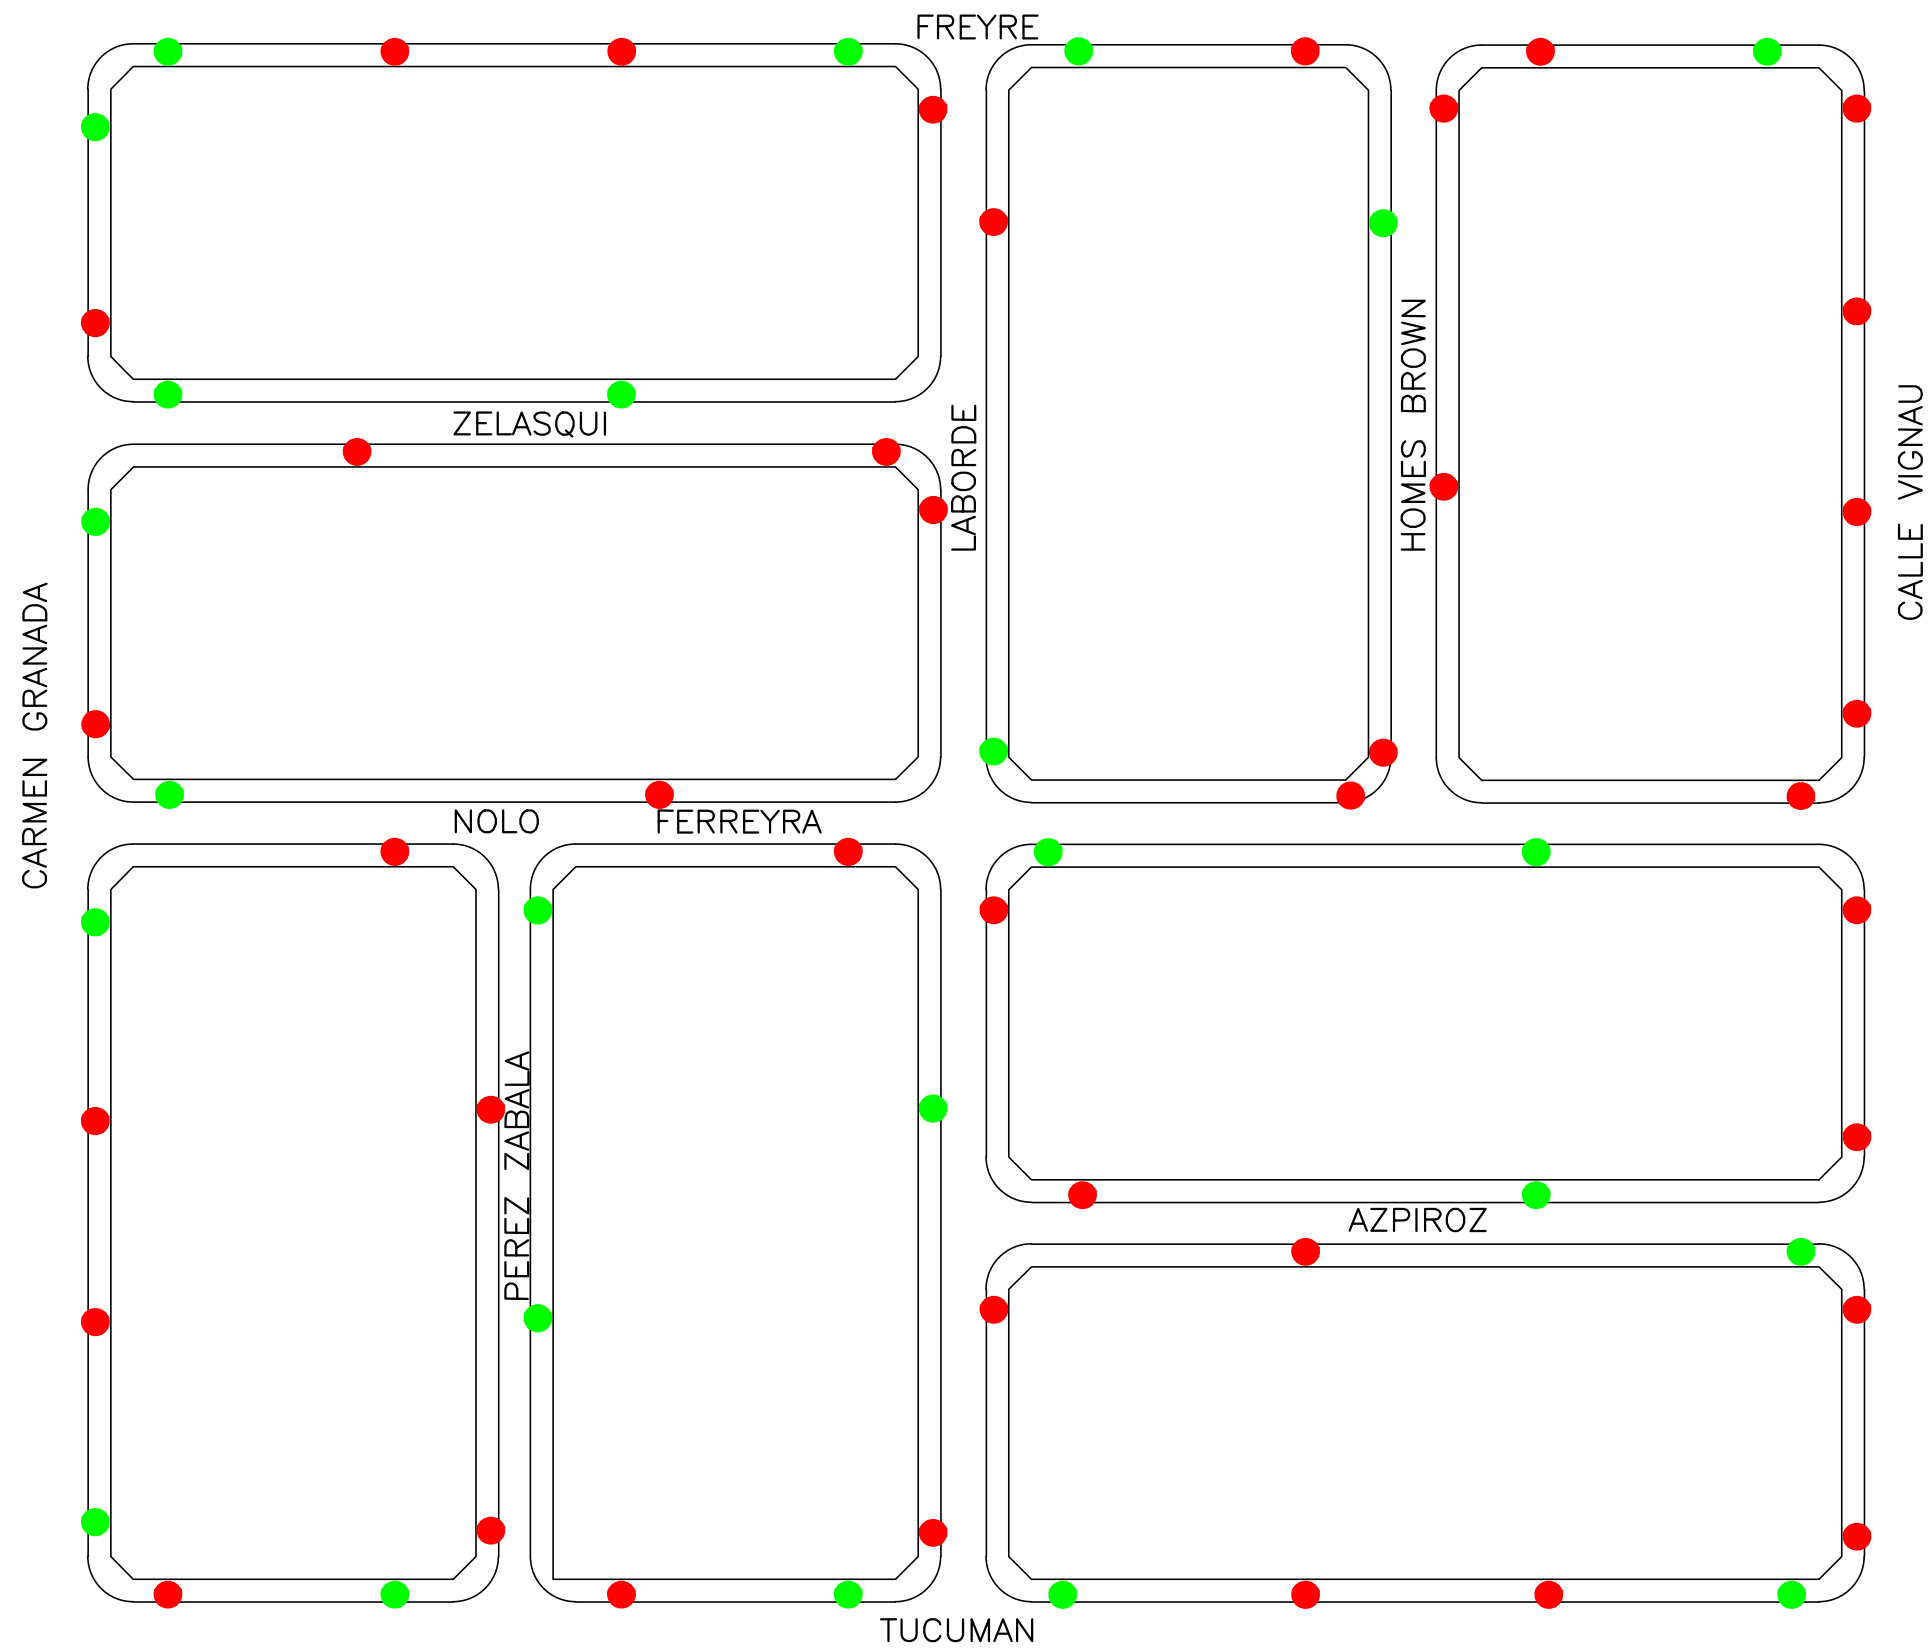 FREYRE
ZELASQUI
LABORDE
HOMES BROWN
CALLE VIGNAU
CARMEN GRANADA
NOLO FERREYRA
PEREZ ZABALA
AZPIROZ
TUCUMAN